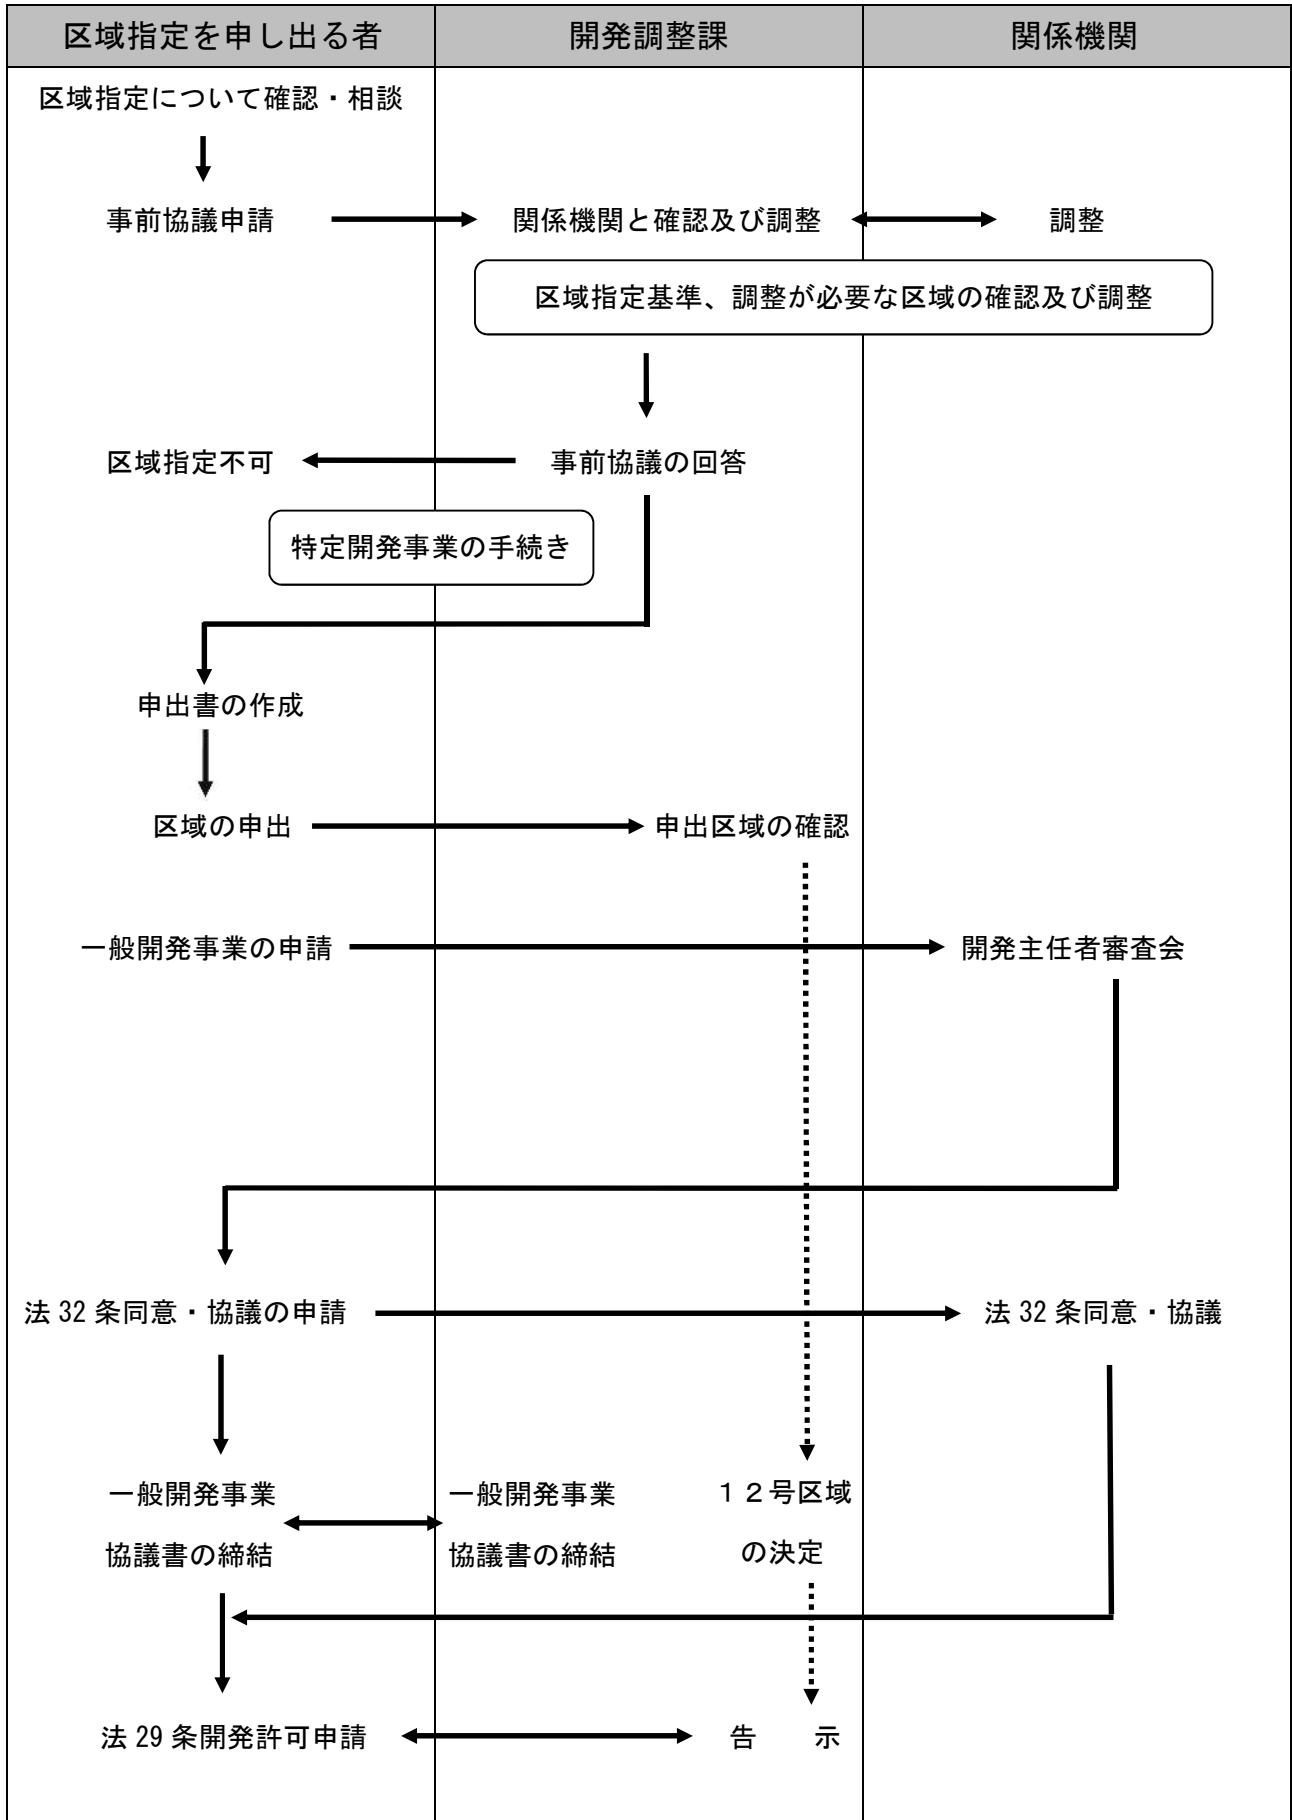 区域指定を申し出る者
開発調整課
関係機関
区域指定について確認・相談
事前協議申請
関係機関と確認及び調整
調整
区域指定基準、調整が必要な区域の確認及び調整
区域指定不可
事前協議の回答
特定開発事業の手続き
申出書の作成
区域の申出
申出区域の確認
一般開発事業の申請
開発主任者審査会
法32条同意・協議の申請
法32条同意・協議
一般開発事業
協議書の締結
一般開発事業
協議書の締結
１２号区域
の決定
法29条開発許可申請
告　　示